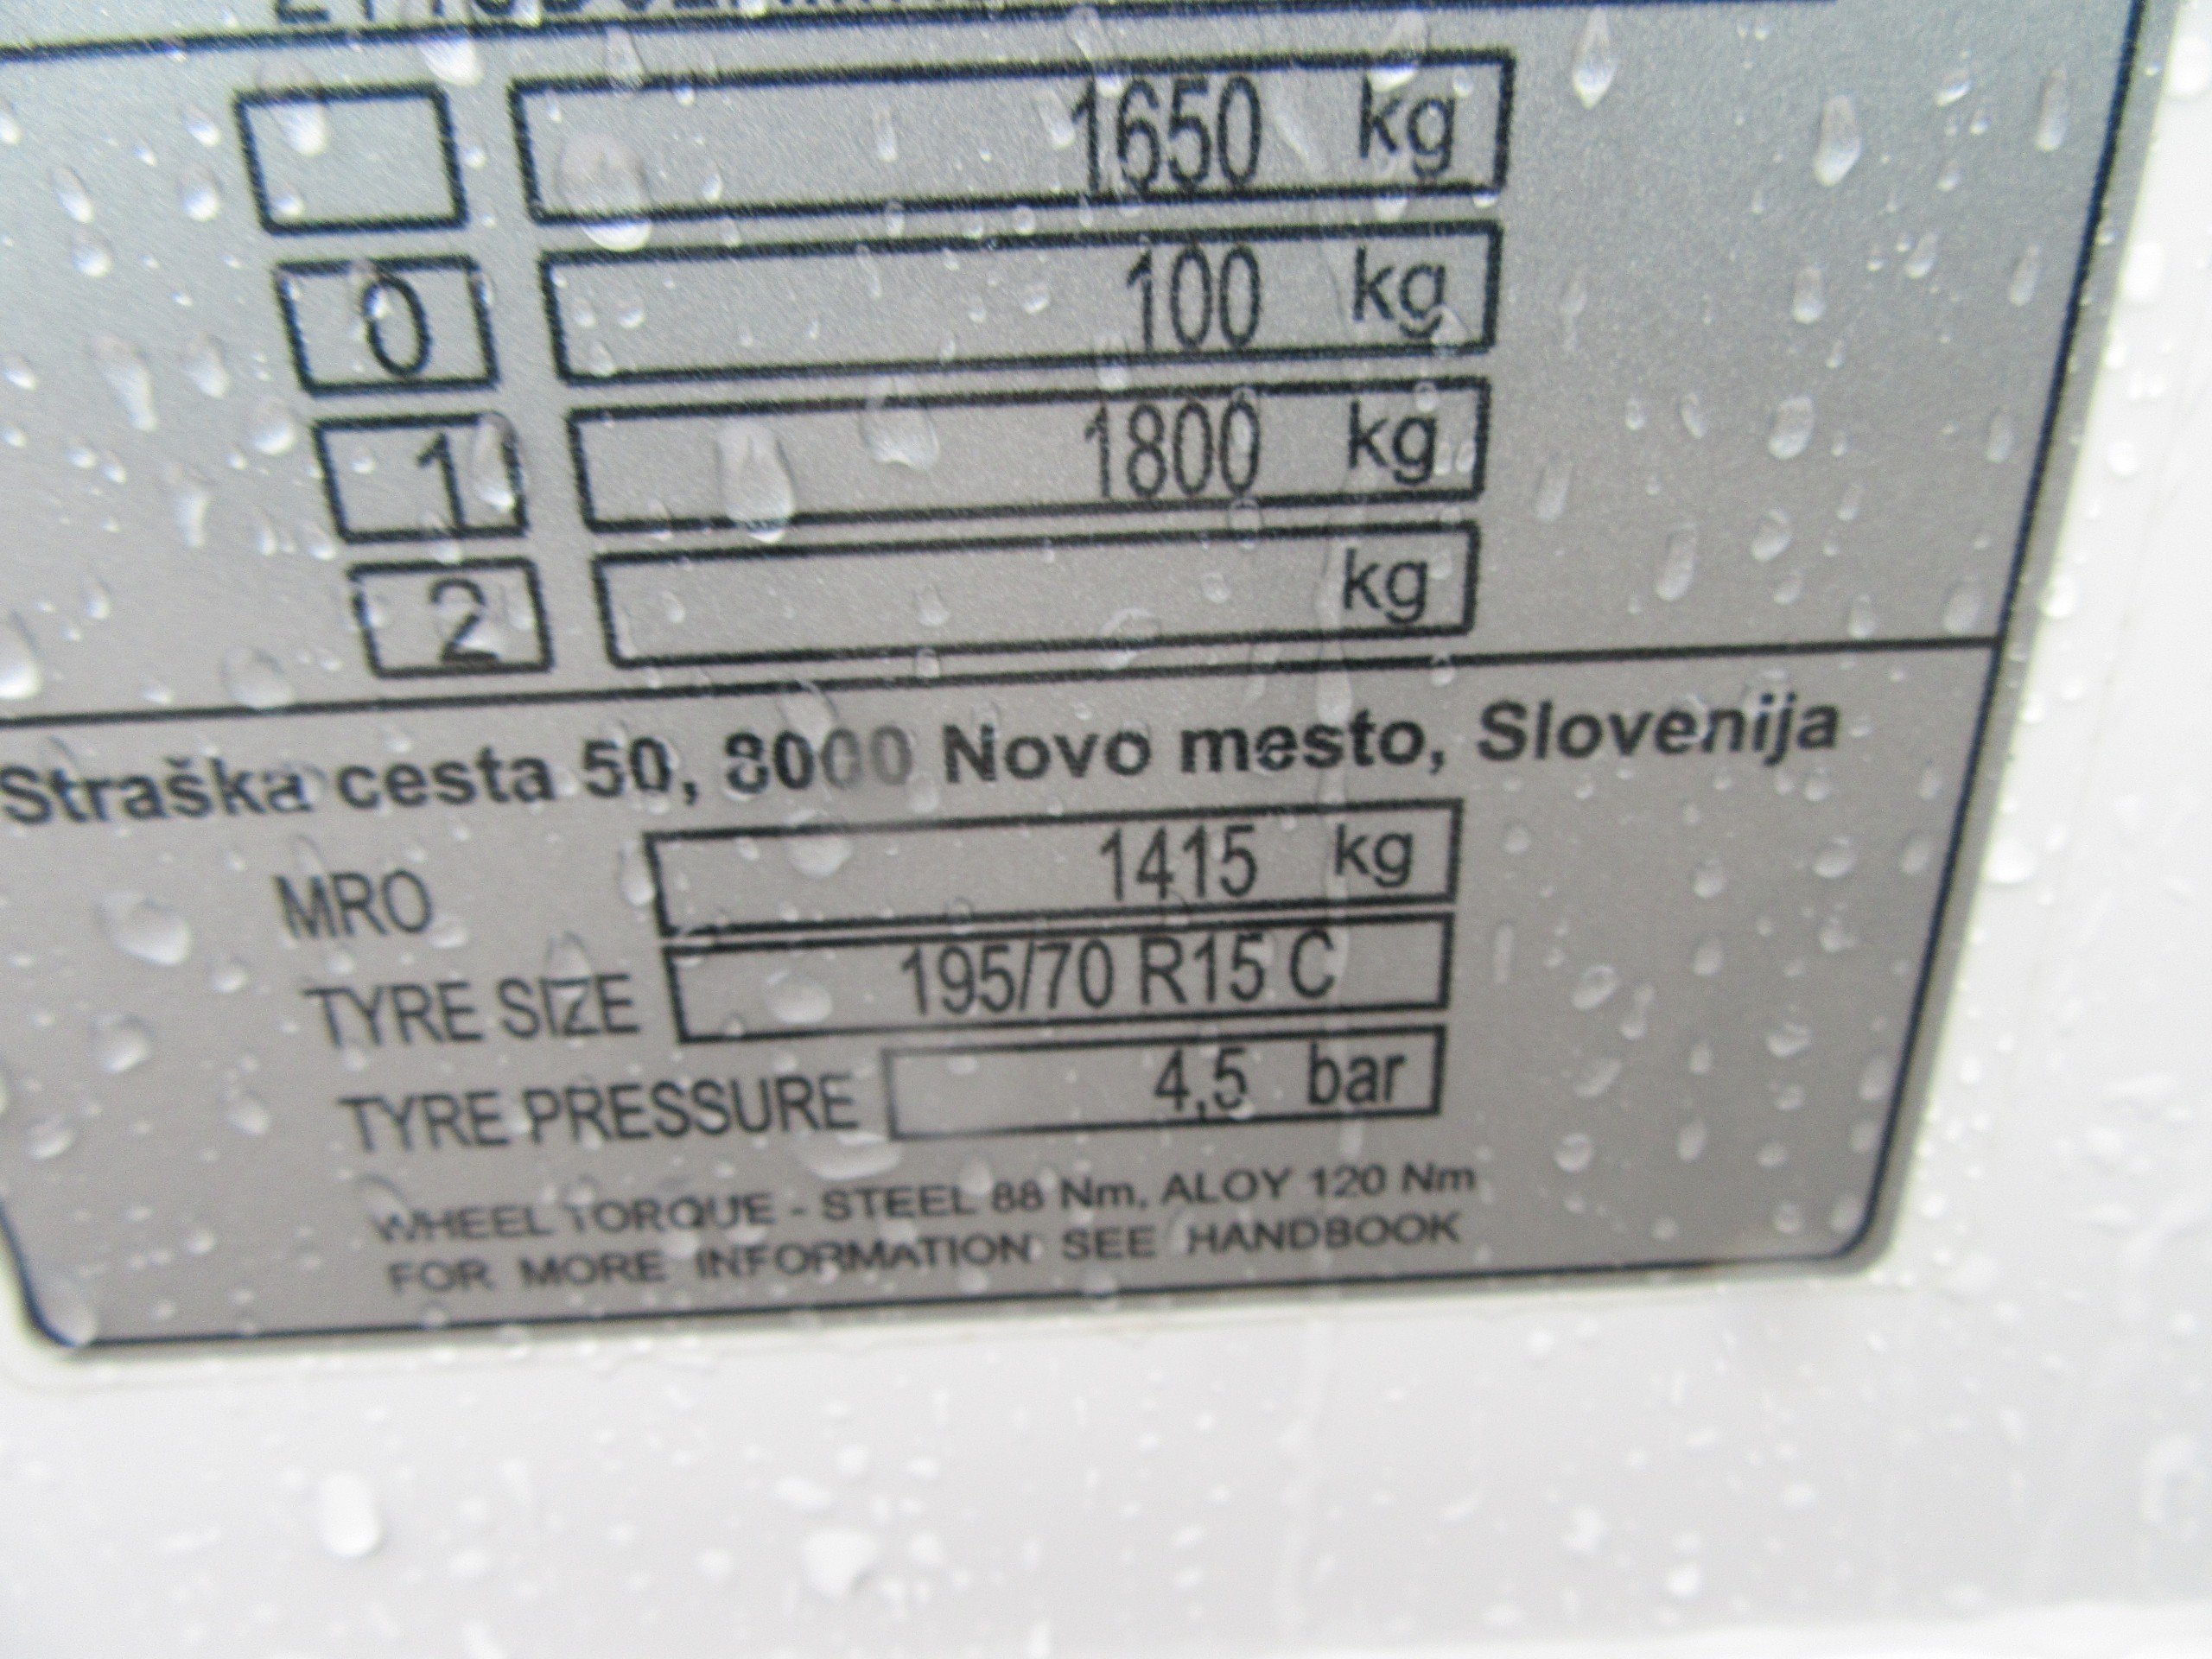 1650 kg
0 100 kg
1 1800 kg
2 kg
Straška cesta 50, 8000 Novo mesto, Slovenija
MRO 1415 kg
TYRE SIZE 195/70 R15 C
TYRE PRESSURE 4,5 bar
WHEEL TORQUE - STEEL 88 Nm, ALOY 120 Nm
FOR MORE INFORMATION SEE HANDBOOK